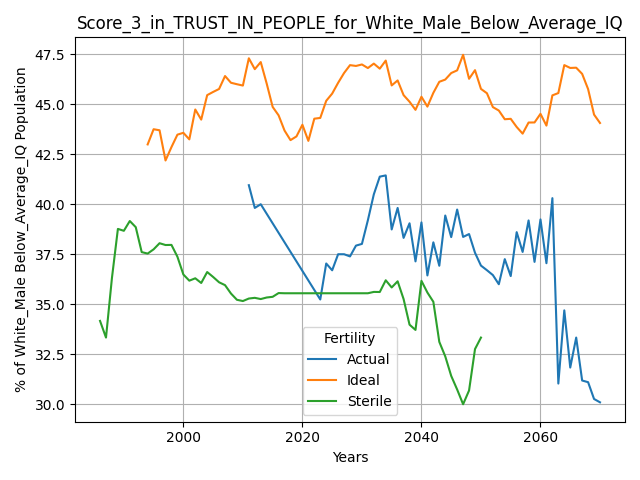 Score_3_in_TRUST_IN_PEOPLE_for_White_Male_Below_Average_IQ
% of White_Male Below_Average_IQ Population
47.5
45.0
42.5
40.0
37.5
35.0
32.5
30.0
Fertility
Actual
Ideal
Sterile
2000
2020
2040
2060
Years